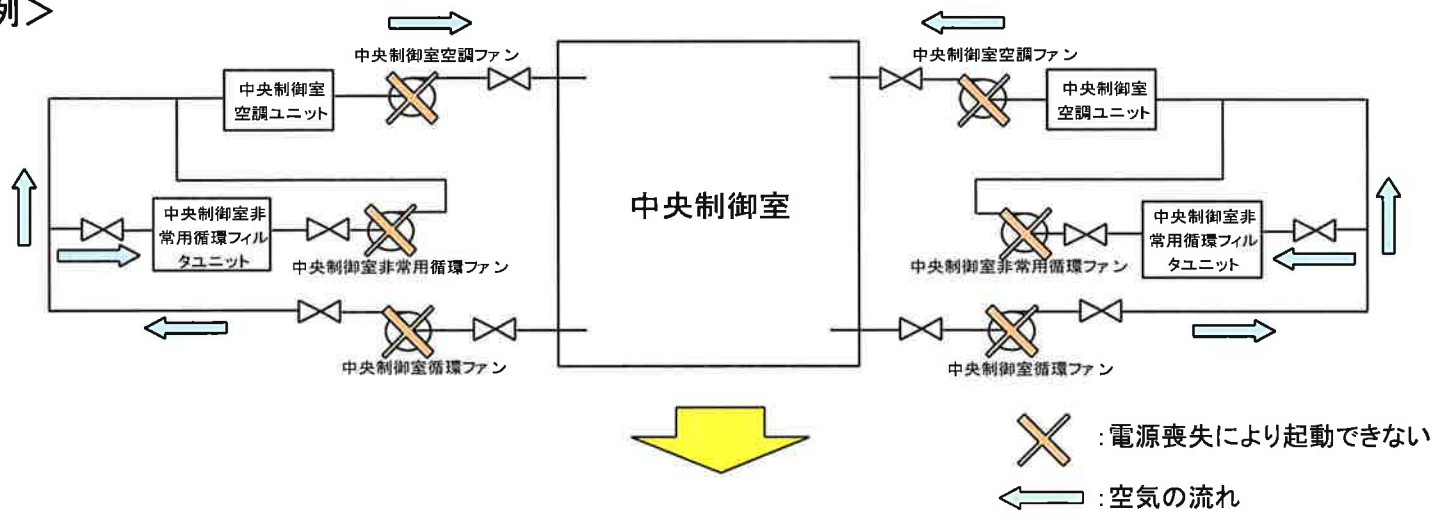 例＞
中央制御室空調ファン
中央制御室空調ファン
中央制御室
空調ユニット
中央制御室
空調ユニット
中央制御室
中央制御室非
常用循環フィル
タユニット
中央制御室非
常用循環フィル
タユニット
中央制御室非常用循環ファン
中央制御室非常用循環ファン
中央制御室循環ファン
中央制御室循環ファン
：電源喪失により起動できない
：空気の流れ